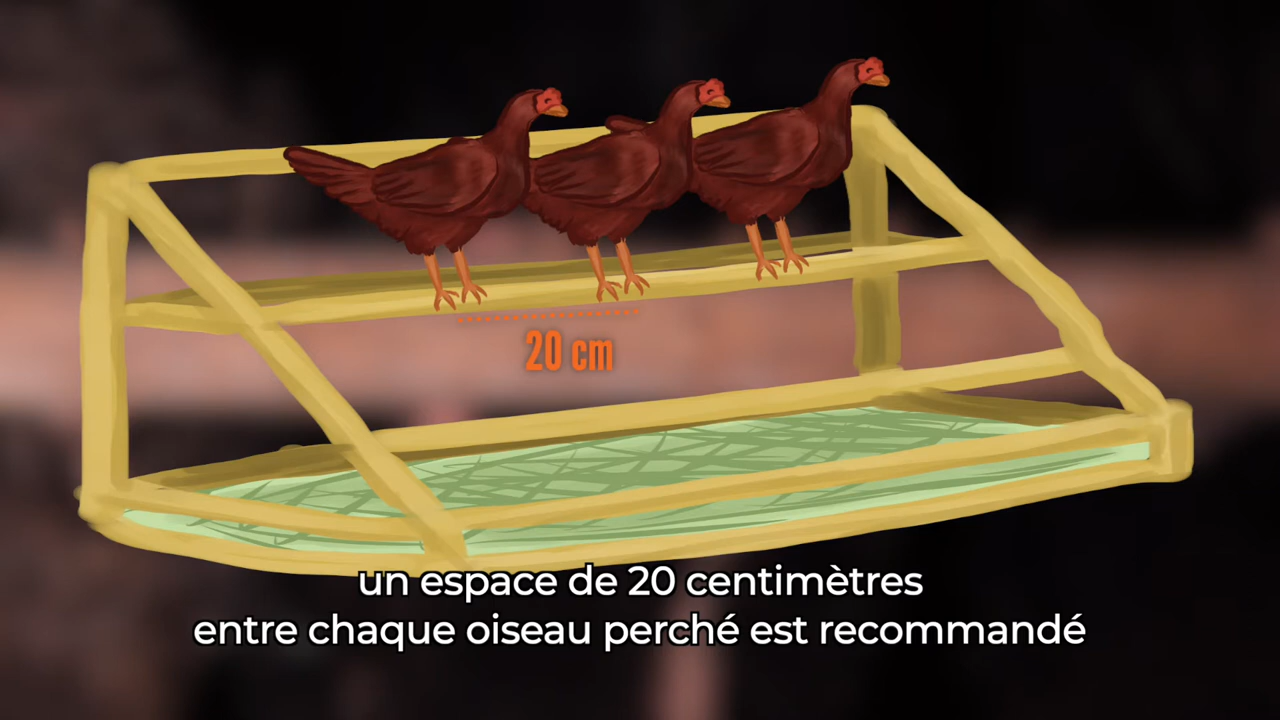 20 cm
un espace de 20 centimètres
entre chaque oiseau perché est recommandé